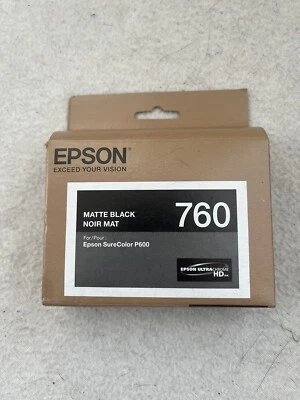 EPSON®
EXCEED YOUR VISION
MATTE BLACK
NOIR MAT
760
For/Pour :
Epson SureColor P600
EPSON ULTRACHROME
HD